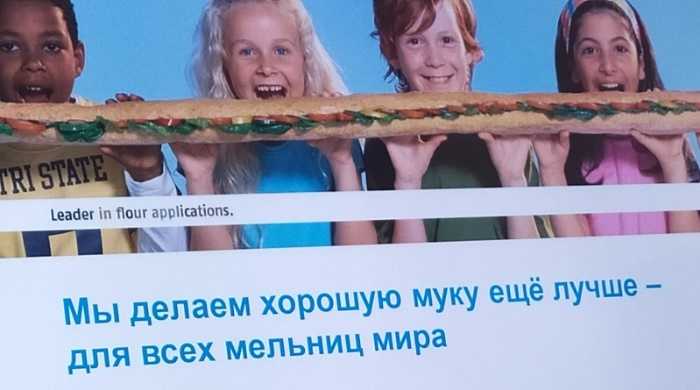 TRI STATE
Leader in flour applications.
Мы делаем хорошую муку ещё лучше –
для всех мельниц мира